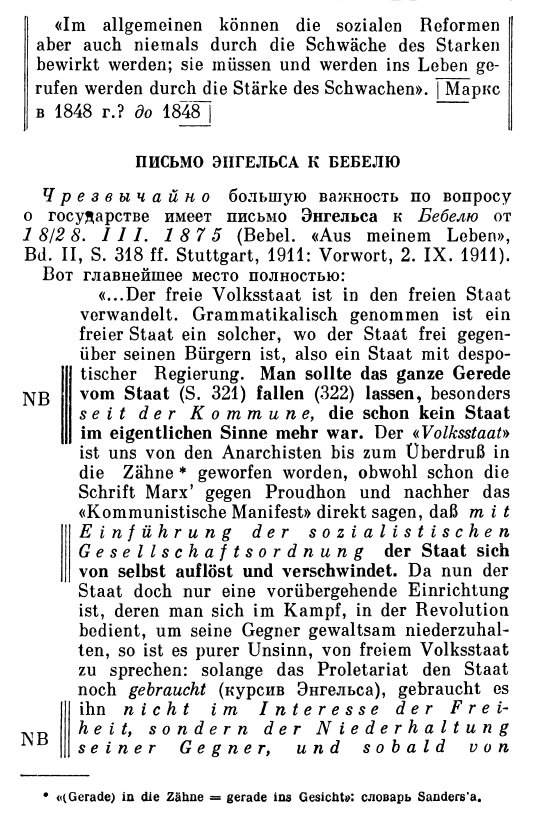 «Im allgemeinen können die sozialen Reformen
aber auch niemals durch die Schwäche des Starken
bewirkt werden; sie müssen und werden ins Leben ge-
rufen werden durch die Stärke des Schwachen». | Маркс
в 1848 г.? до 1848 |
ПИСЬМО ЭНГЕЛЬСА К БЕБЕЛЮ
Чрезвычайно большую важность по вопросу
о государстве имеет письмо Энгельса к Бебелю от
18/28. III. 1875 (Bebel. «Aus meinem Leben»,
Bd. II, S. 318 ff. Stuttgart, 1911: Vorwort, 2. IX. 1911).
Вот главнейшее место полностью:
«...Der freie Volksstaat ist in den freien Staat
verwandelt. Grammatikalisch genommen ist ein
freier Staat ein solcher, wo der Staat frei gegen-
über seinen Bürgern ist, also ein Staat mit despo-
tischer Regierung. Man sollte das ganze Gerede
NB vom Staat (S. 321) fallen (322) lassen, besonders
seit der Kommune, die schon kein Staat
im eigentlichen Sinne mehr war. Der «Volksstaat»
ist uns von den Anarchisten bis zum Überdruß in
die Zähne * geworfen worden, obwohl schon die
Schrift Marx' gegen Proudhon und nachher das
«Kommunistische Manifest» direkt sagen, daß mit
Einführung der sozialistischen
Gesellschaftsordnung der Staat sich
von selbst auflöst und verschwindet. Da nun der
Staat doch nur eine vorübergehende Einrichtung
ist, deren man sich im Kampf, in der Revolution
bedient, um seine Gegner gewaltsam niederzuhal-
ten, so ist es purer Unsinn, von freiem Volksstaat
zu sprechen: solange das Proletariat den Staat
noch gebraucht (курсив Энгельса), gebraucht es
ihn nicht im Interesse der Frei-
heit, sondern der Niederhaltung
NB seiner Gegner, und sobald von
* «(Gerade) in die Zähne = gerade ins Gesicht»: словарь Sanders'a.